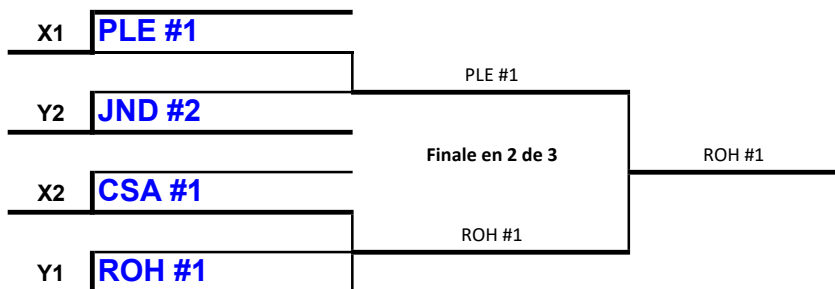 X1 PLE #1
PLE #1
Y2 JND #2
Finale en 2 de 3
ROH #1
X2 CSA #1
ROH #1
Y1 ROH #1